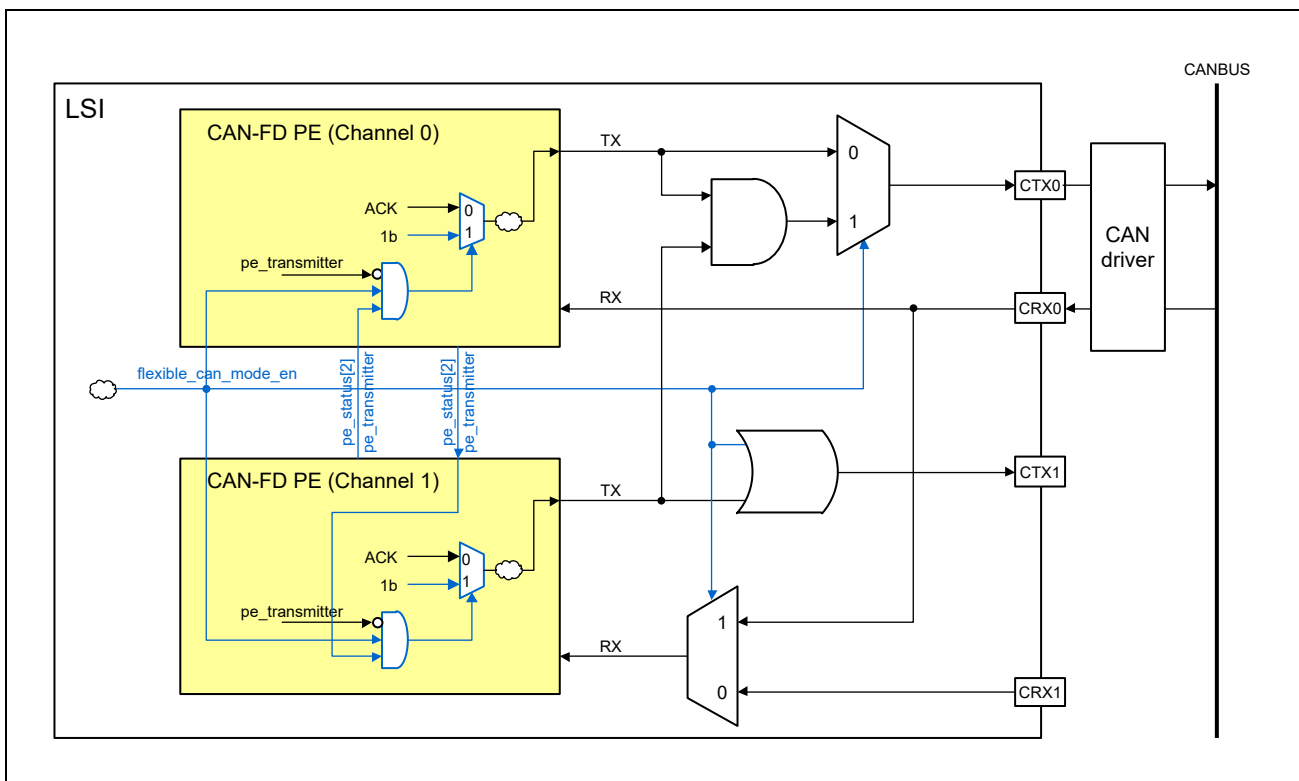 CANBUS
LSI
CAN-FD PE (Channel 0)
TX
0
ACK
0
1b
1
1
CTX0
CAN
driver
pe_transmitter
RX
CRX0
flexible_can_mode_en
pe_status[2]
pe_transmitter
pe_status[2]
pe_transmitter
CAN-FD PE (Channel 1)
TX
CTX1
ACK
0
1b
1
pe_transmitter
1
RX
0
CRX1